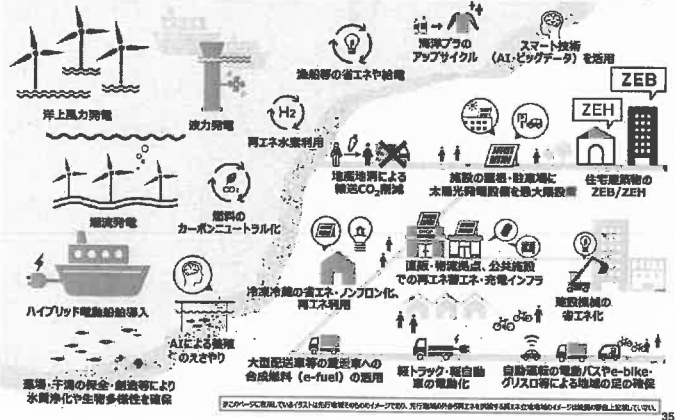 洋上風力発電
波力発電
漁船等の省エネや給電
海洋プラの
アップサイクル
スマート技術
(AI・ビッグデータ)を活用
ZEB
ZEH
H₂
再エネ水素利用
地産地消による
輸送CO₂削減
施設の屋根・駐車場に
太陽光発電設備を最大限設置
住宅建築物の
ZEB/ZEH
潮流発電
CO₂
燃料の
カーボンニュートラル化
ハイブリッド電動船舶導入
AIによる養殖
のえさやり
冷凍冷蔵の省エネ・ノンフロン化、
再エネ利用
直販・物流拠点、公共施設
での再エネ蓄エネ・充電インフラ
建設機械の
省エネ化
藻場・干潟の保全・創造等により
水質浄化や生物多様性を確保
大型配送車等の重荷車への
合成燃料(e-fuel)の活用
軽トラック・軽自動
車の電動化
自動運転の電動バスやe-bike・
グリスロ等による地域の足の確保
35